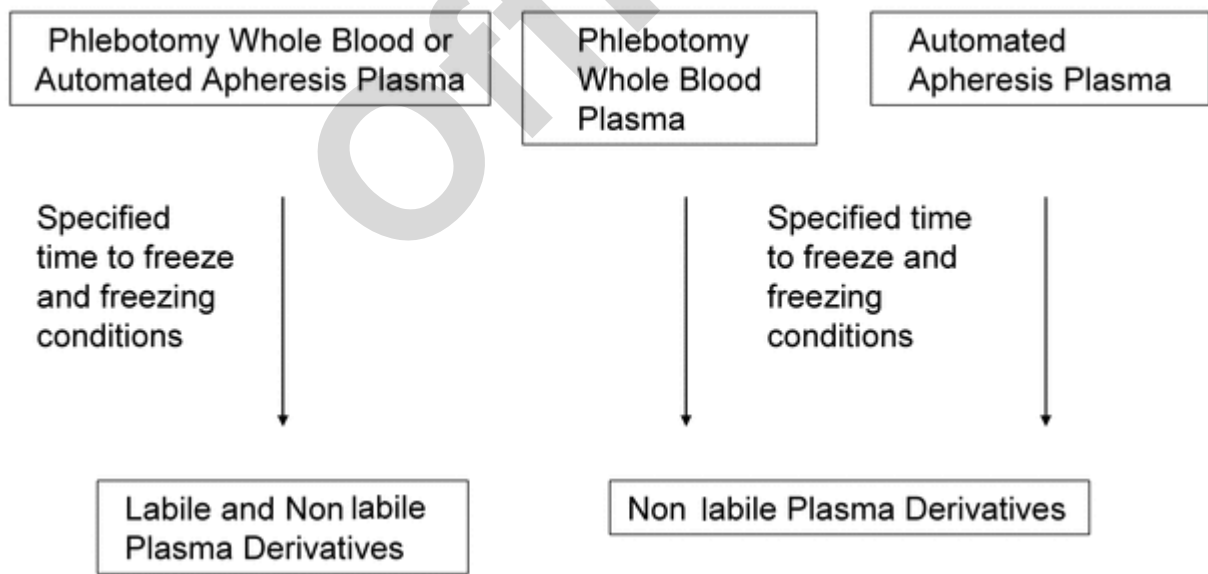 Phlebotomy Whole Blood or
Automated Apheresis Plasma
Phlebotomy
Whole Blood
Plasma
Automated
Apheresis Plasma
Specified
time to freeze
and freezing
conditions
Specified time
to freeze and
freezing
conditions
Labile and Non labile
Plasma Derivatives
Non labile Plasma Derivatives